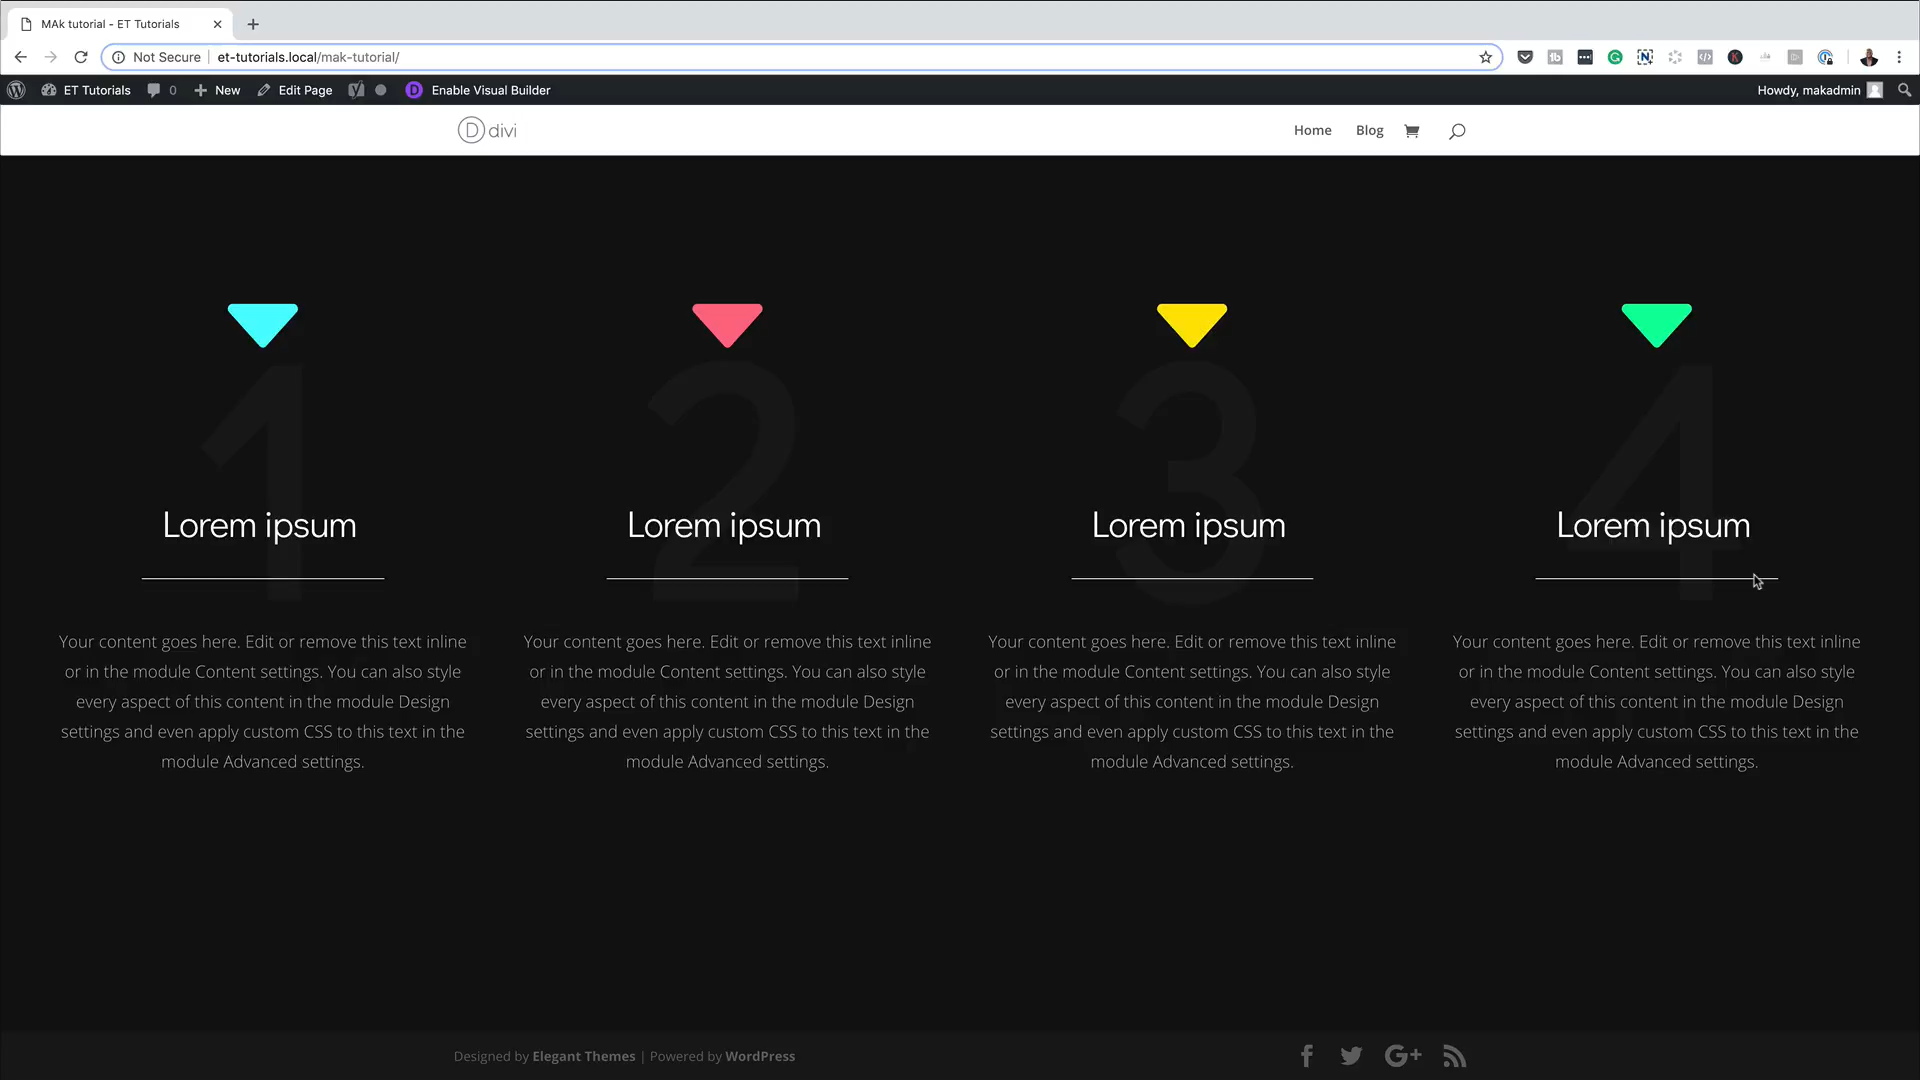 MAk tutorial - ET Tutorials
Not Secure | et-tutorials.local/mak-tutorial/
ET Tutorials 0 New Edit Page Enable Visual Builder Howdy, makadmin
D divi Home Blog
1 2 3 4
Lorem ipsum Lorem ipsum Lorem ipsum Lorem ipsum
Your content goes here. Edit or remove this text inline
or in the module Content settings. You can also style
every aspect of this content in the module Design
settings and even apply custom CSS to this text in the
module Advanced settings.
Your content goes here. Edit or remove this text inline
or in the module Content settings. You can also style
every aspect of this content in the module Design
settings and even apply custom CSS to this text in the
module Advanced settings.
Your content goes here. Edit or remove this text inline
or in the module Content settings. You can also style
every aspect of this content in the module Design
settings and even apply custom CSS to this text in the
module Advanced settings.
Your content goes here. Edit or remove this text inline
or in the module Content settings. You can also style
every aspect of this content in the module Design
settings and even apply custom CSS to this text in the
module Advanced settings.
Designed by Elegant Themes | Powered by WordPress